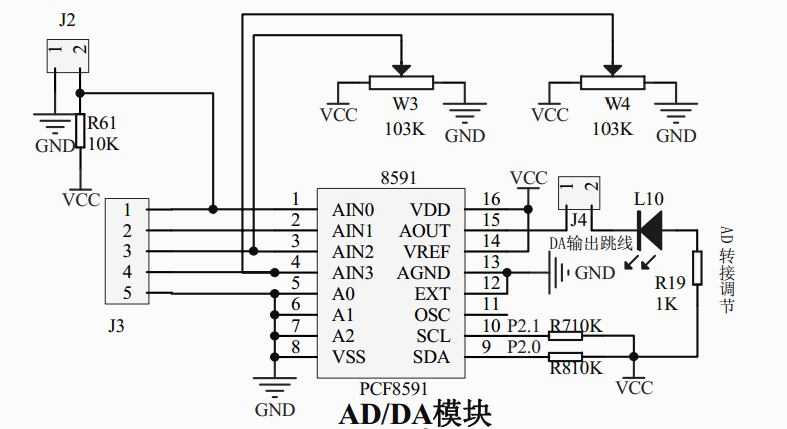 J2
1 2
R61
10K
GND
VCC
W3
103K
VCC
GND
W4
103K
VCC
GND
8591
VCC
1 2
J4
L10
DA输出跳线
AD转接调节
R19
1K
1 1 AIN0 VDD 16
2 2 AIN1 AOUT 15
3 3 AIN2 VREF 14
4 4 AIN3 AGND 13 GND
5 5 A0 EXT 12
6 A1 OSC 11
7 A2 SCL 10 P2.1 R710K
8 VSS SDA 9 P2.0 R810K
J3
GND
VCC
PCF8591
AD/DA模块